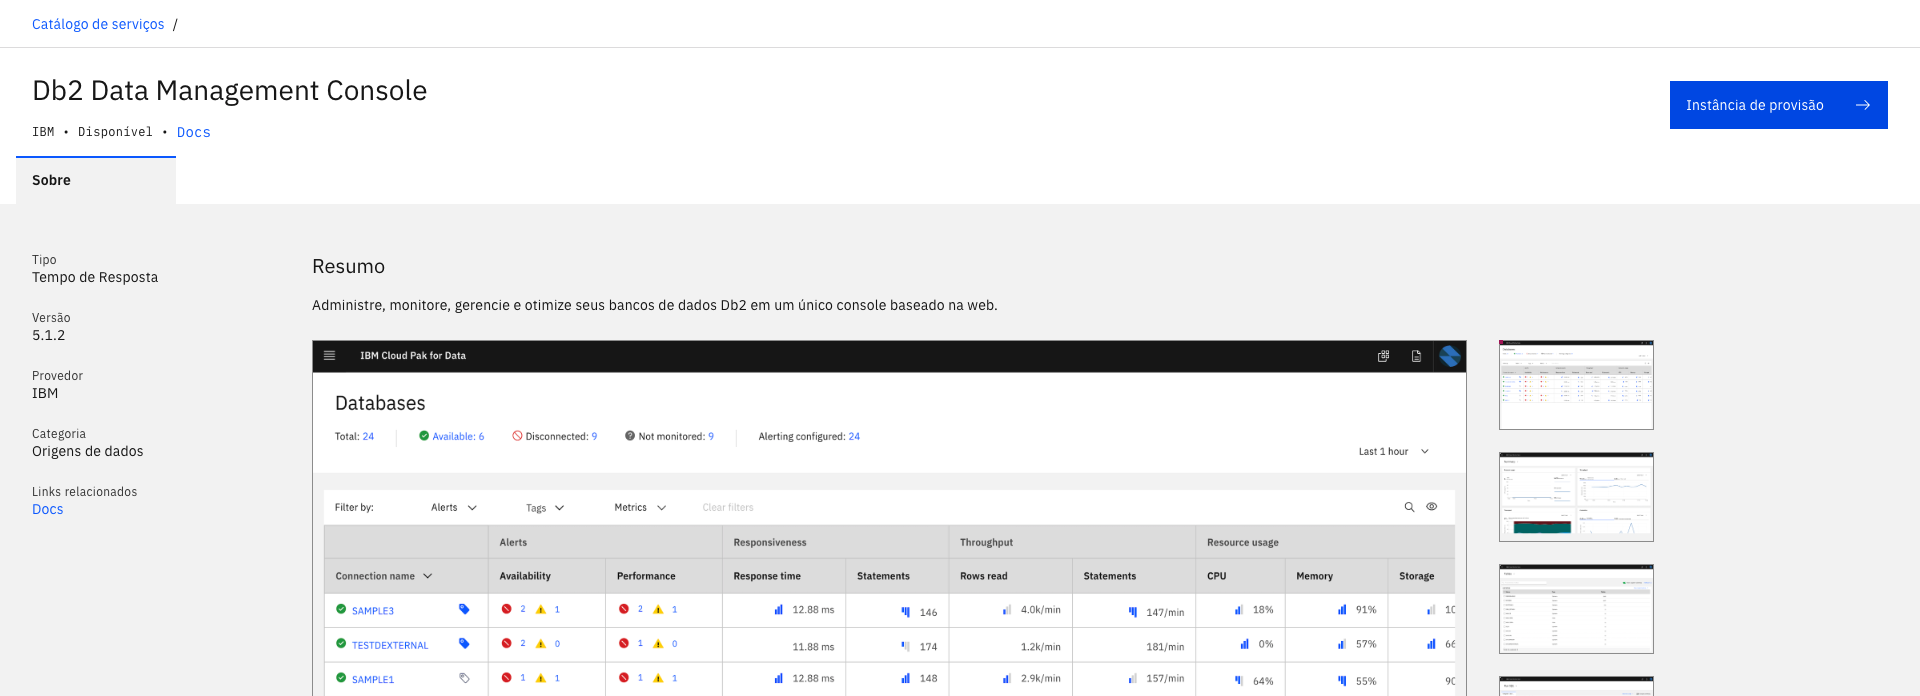 Catálogo de serviços /
Db2 Data Management Console
IBM • Disponível • Docs
Instância de provisão
Sobre
Tipo
Tempo de Resposta
Versão
5.1.2
Provedor
IBM
Categoria
Origens de dados
Links relacionados
Docs
Resumo
Administre, monitore, gerencie e otimize seus bancos de dados Db2 em um único console baseado na web.
IBM Cloud Pak for Data
Databases
Total: 24 Available: 6 Disconnected: 9 Not monitored: 9 Alerting configured: 24
Last 1 hour
Filter by: Alerts Tags Metrics Clear filters
Alerts Responsiveness Throughput Resource usage
Connection name Availability Performance Response time Statements Rows read Statements CPU Memory Storage
SAMPLE3 2 1 2 1 12.88 ms 146 4.0k/min 147/min 18% 91% 10
TESTDEXTERNAL 2 0 1 0 11.88 ms 174 1.2k/min 181/min 0% 57% 66
SAMPLE1 1 1 1 1 12.88 ms 148 2.9k/min 157/min 64% 55% 90